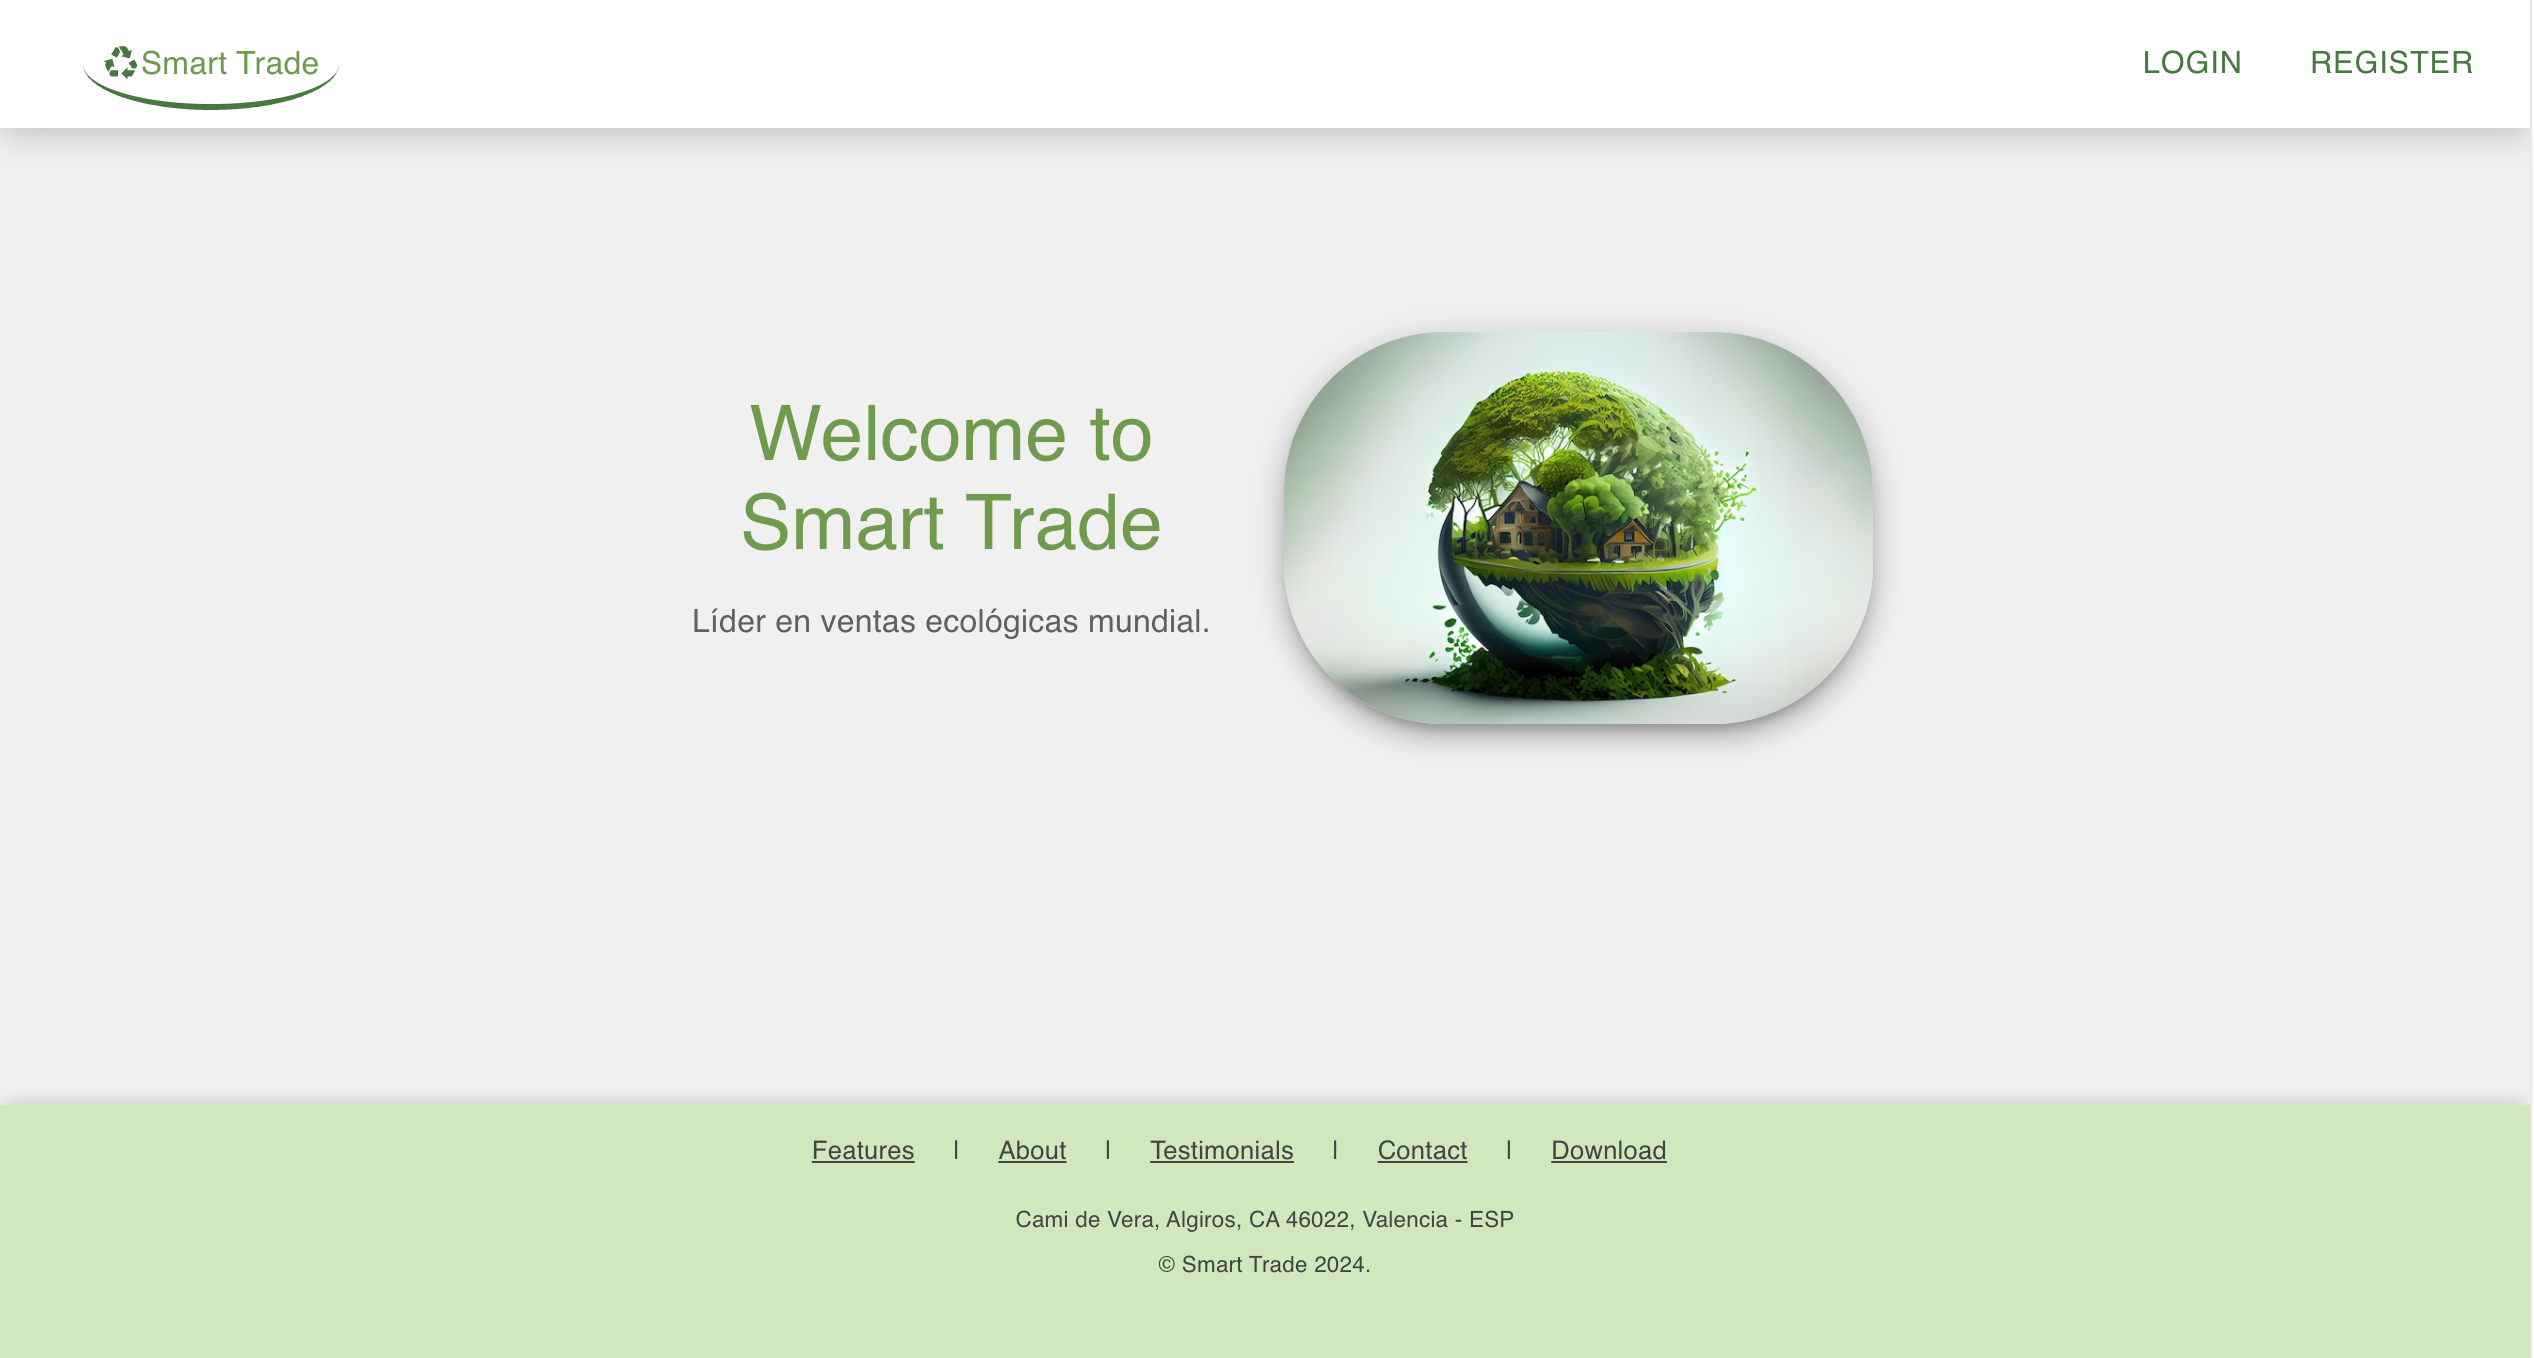 ♻Smart Trade
LOGIN
REGISTER
Welcome to
Smart Trade
Líder en ventas ecológicas mundial.
Features | About | Testimonials | Contact | Download
Cami de Vera, Algiros, CA 46022, Valencia - ESP
© Smart Trade 2024.